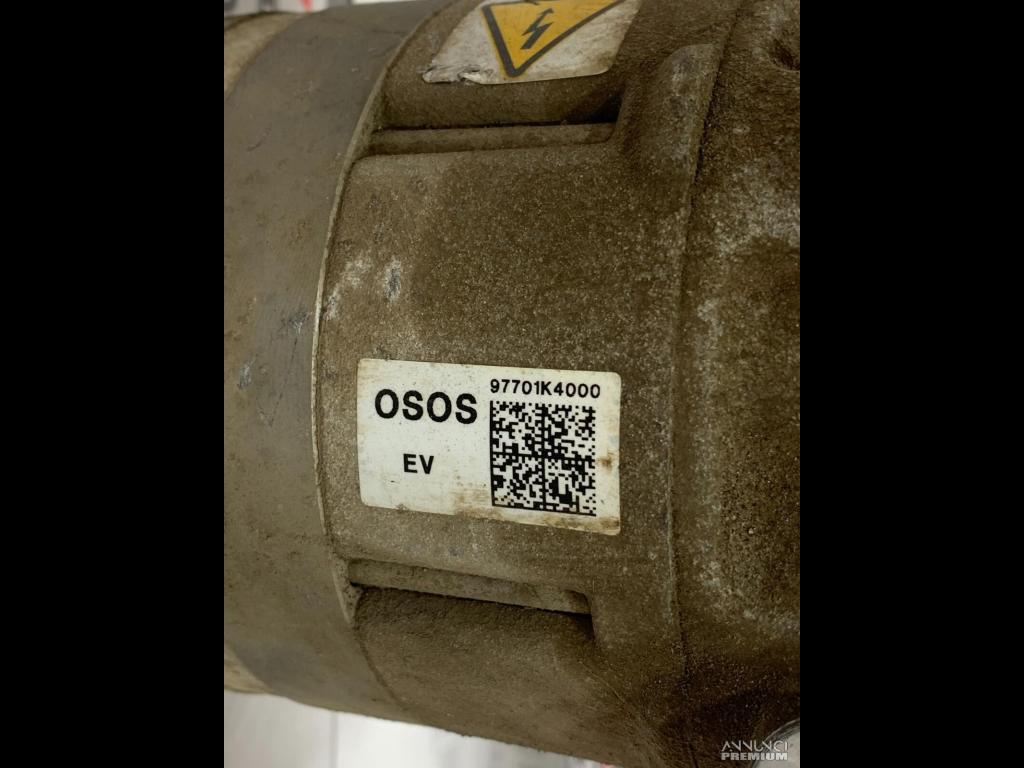 97701K4000
OSOS
EV
ANNUNCI
PREMIUM